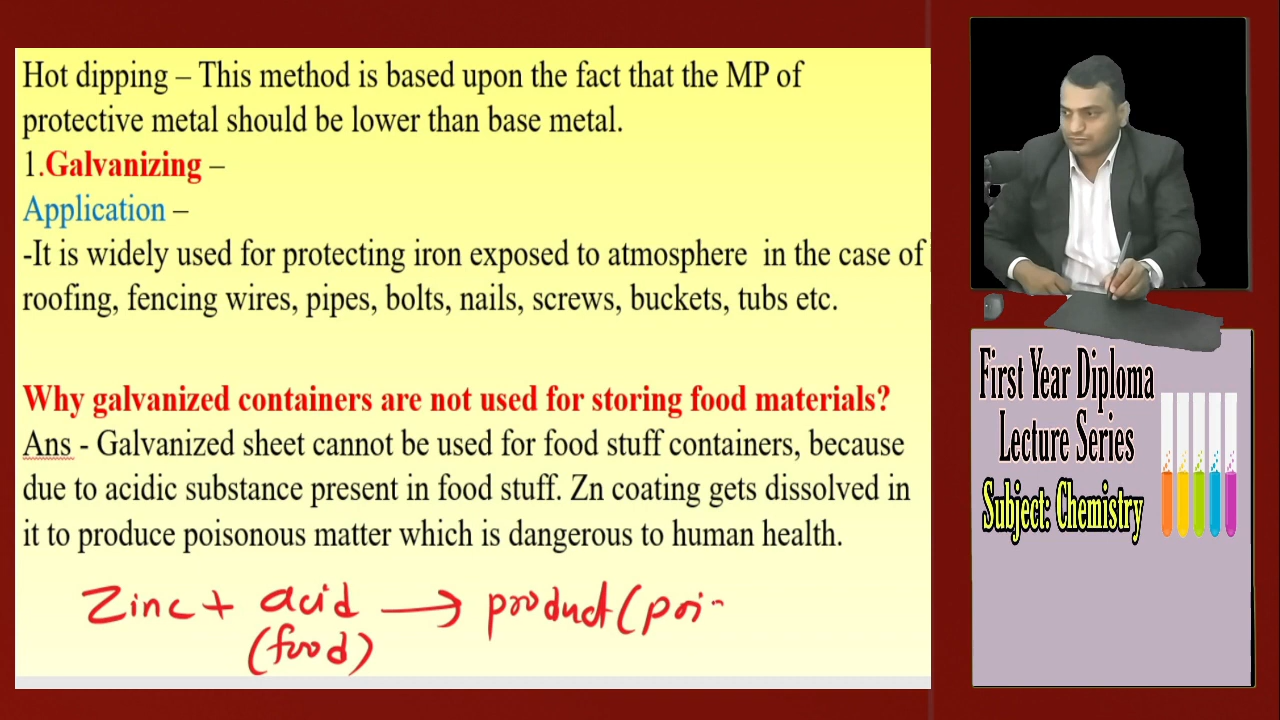 Hot dipping – This method is based upon the fact that the MP of
protective metal should be lower than base metal.
1.Galvanizing –
Application –
-It is widely used for protecting iron exposed to atmosphere in the case of
roofing, fencing wires, pipes, bolts, nails, screws, buckets, tubs etc.
Why galvanized containers are not used for storing food materials?
Ans - Galvanized sheet cannot be used for food stuff containers, because
due to acidic substance present in food stuff. Zn coating gets dissolved in
it to produce poisonous matter which is dangerous to human health.
Zinc + acid → product (poi
(food)
First Year Diploma
Lecture Series
Subject: Chemistry